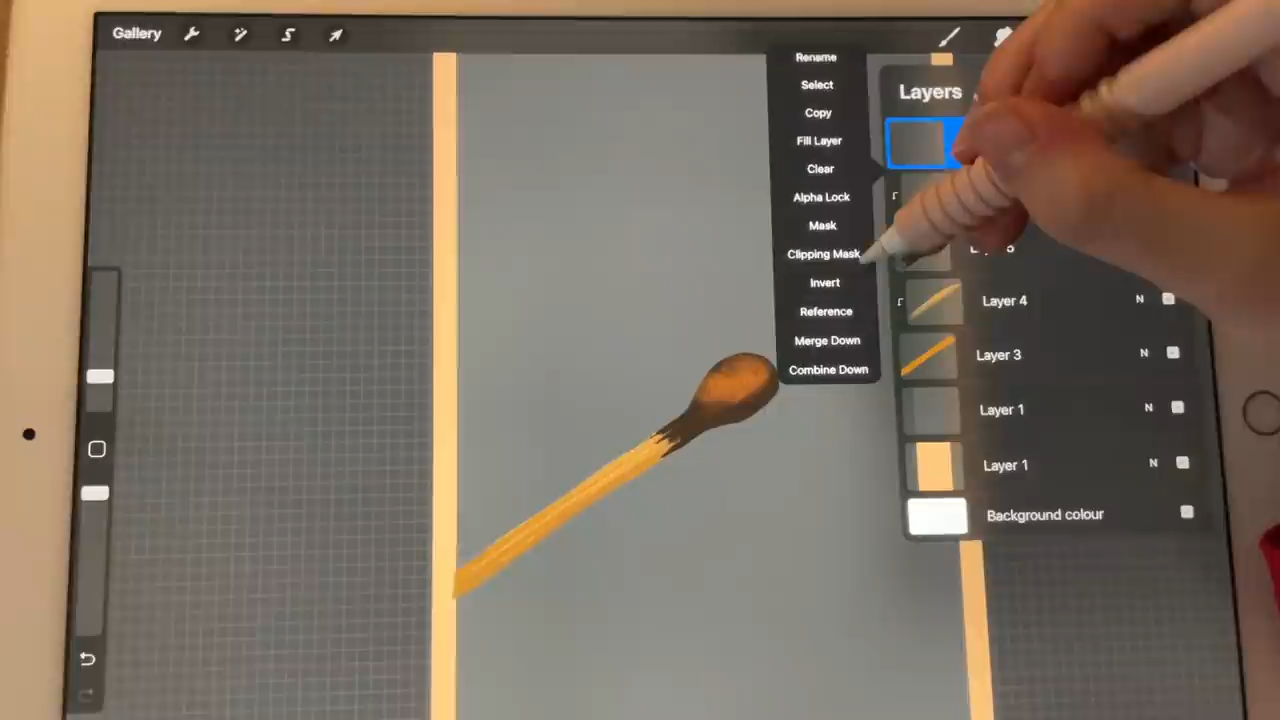 Gallery
Rename
Select
Copy
Fill Layer
Clear
Alpha Lock
Mask
Clipping Mask
Invert
Reference
Merge Down
Combine Down
Layers
Layer 4 N
Layer 3 N
Layer 1 N
Layer 1 N
Background colour